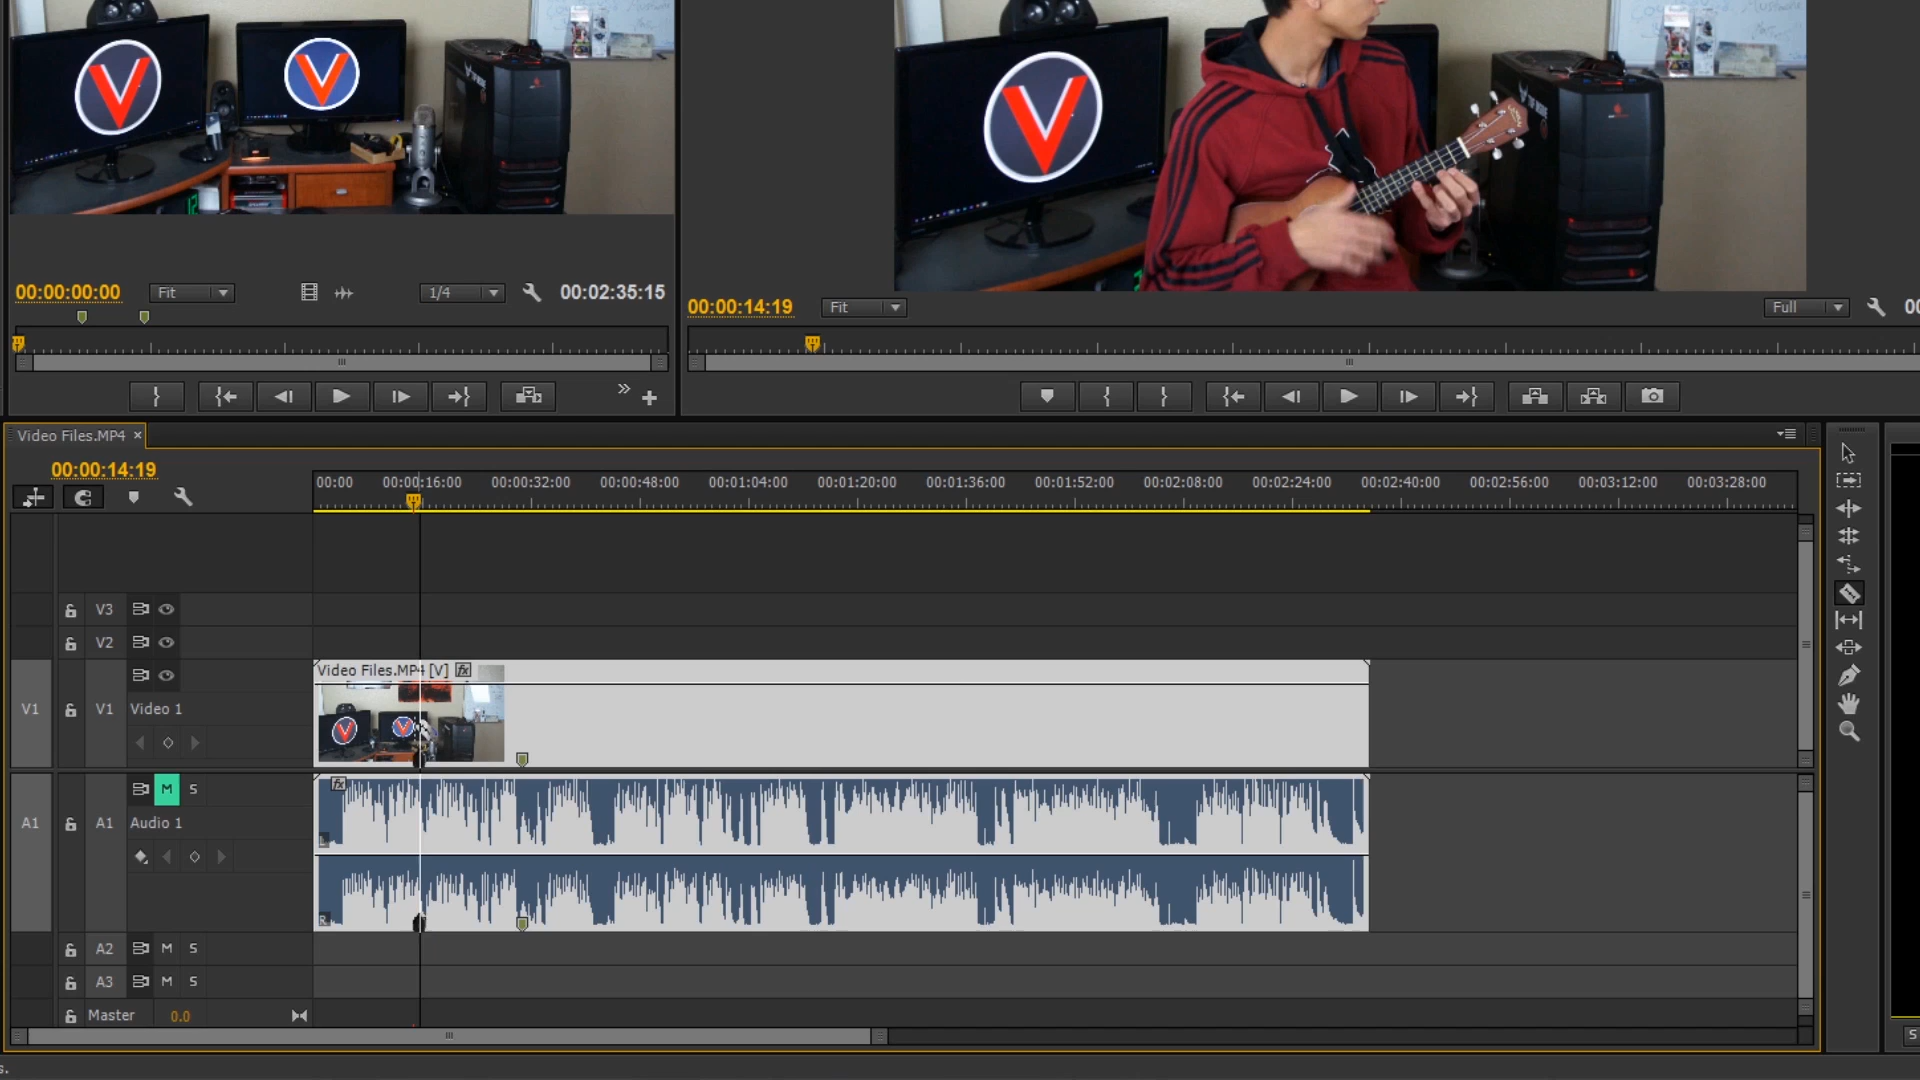 V
V
V
00:00:00:00
Fit
1/4
00:02:35:15
00:00:14:19
Fit
Full
00
Video Files.MP4 ×
00:00:14:19
00:00
00:00:16:00
00:00:32:00
00:00:48:00
00:01:04:00
00:01:20:00
00:01:36:00
00:01:52:00
00:02:08:00
00:02:24:00
00:02:40:00
00:02:56:00
00:03:12:00
00:03:28:00
V3
V2
Video Files.MP4 [V] fx
V1
V1
Video 1
V
V
M S
fx
A1
A1
Audio 1
L
R
A2 M S
A3 M S
Master 0.0
S
s.